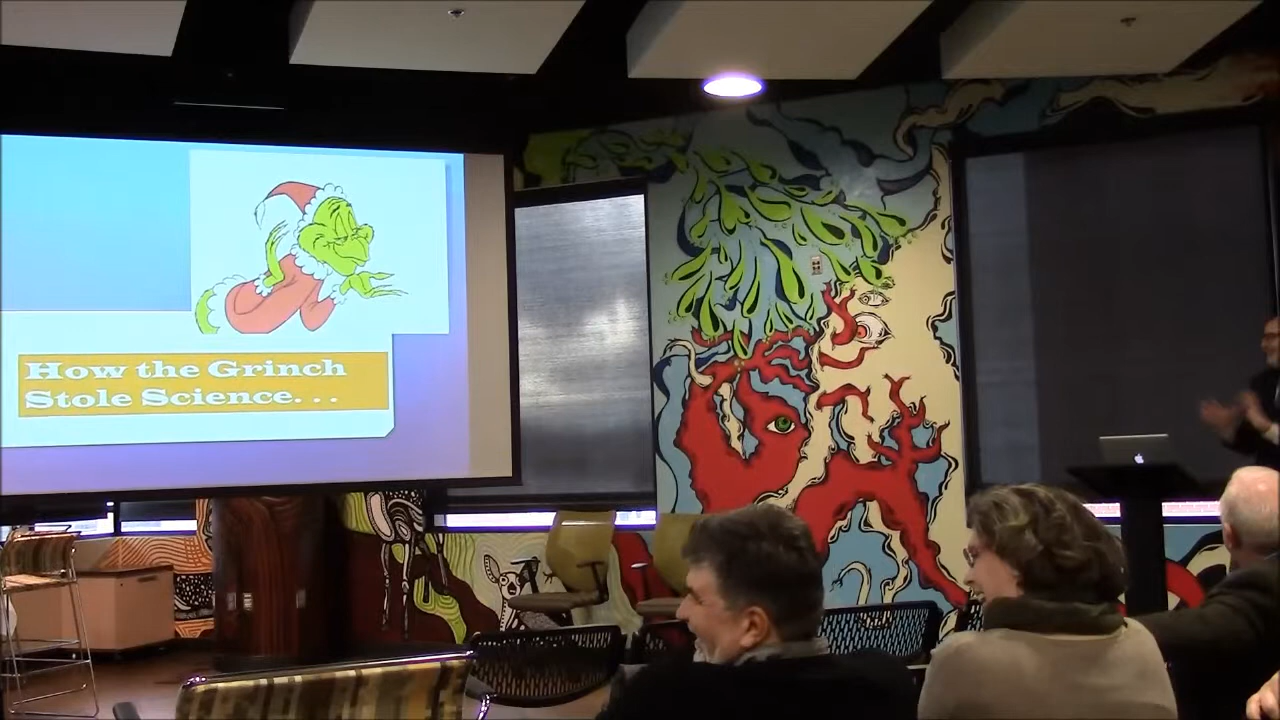 How the Grinch
Stole Science. . .